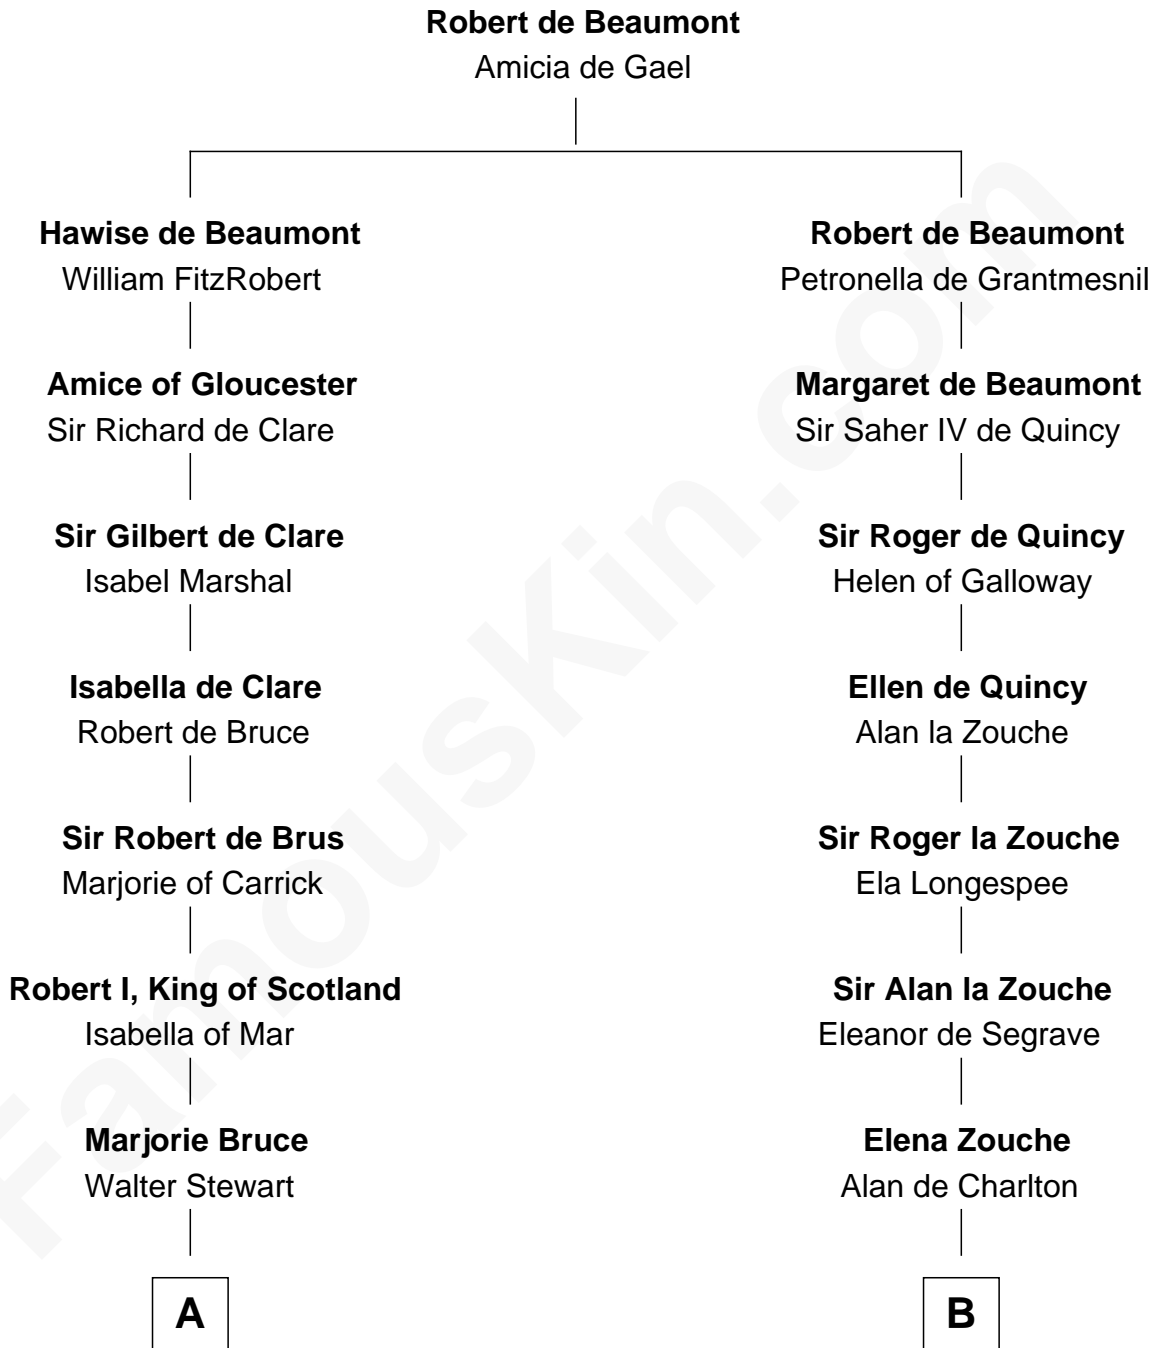 Robert de Beaumont
Amicia de Gael
Hawise de Beaumont
William FitzRobert
Robert de Beaumont
Petronella de Grantmesnil
Amice of Gloucester
Sir Richard de Clare
Margaret de Beaumont
Sir Saher IV de Quincy
Sir Gilbert de Clare
Isabel Marshal
Sir Roger de Quincy
Helen of Galloway
Isabella de Clare
Robert de Bruce
Ellen de Quincy
Alan la Zouche
Sir Robert de Brus
Marjorie of Carrick
Sir Roger la Zouche
Ela Longespee
Robert I, King of Scotland
Isabella of Mar
Sir Alan la Zouche
Eleanor de Segrave
Marjorie Bruce
Walter Stewart
Elena Zouche
Alan de Charlton
A
B
FamousKin.com